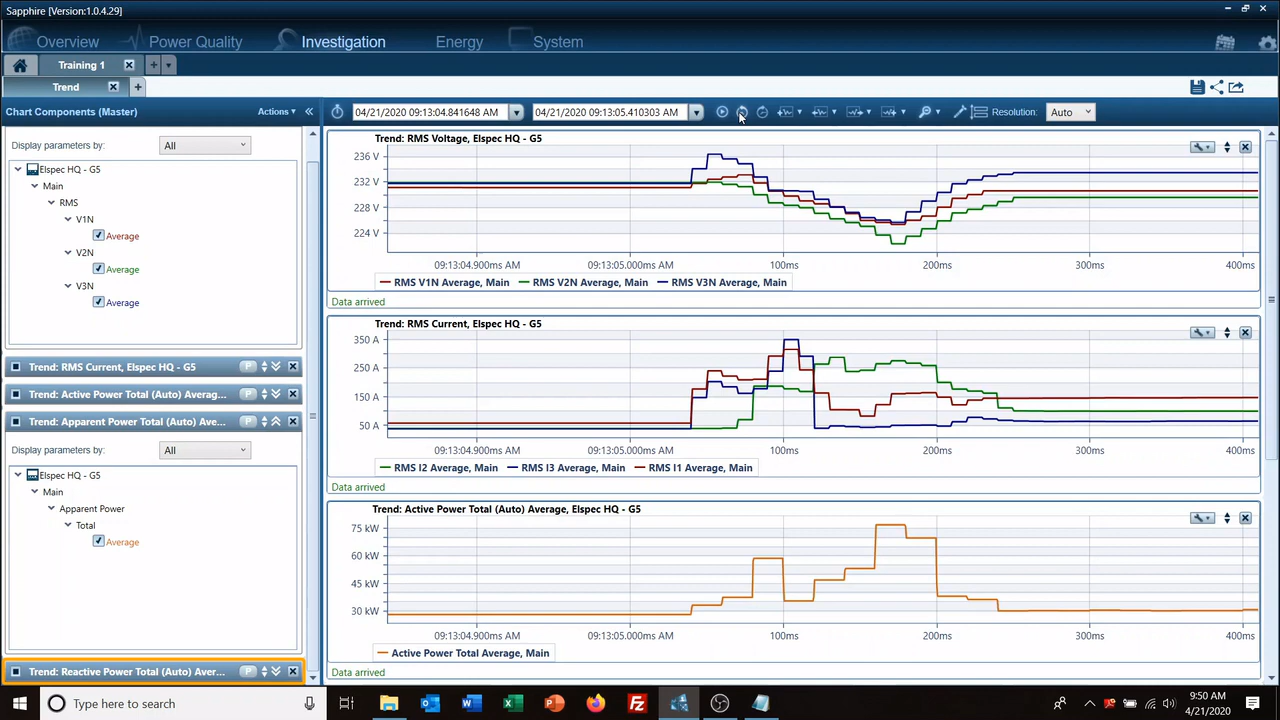 Sapphire [Version:1.0.4.29]
Overview Power Quality Investigation Energy System
Training 1
Trend
Chart Components (Master) Actions
04/21/2020 09:13:04.841648 AM 04/21/2020 09:13:05.410303 AM Resolution: Auto
Display parameters by: All
Elspec HQ - G5
Main
RMS
V1N
Average
V2N
Average
V3N
Average
Trend: RMS Current, Elspec HQ - G5 P
Trend: Active Power Total (Auto) Averag... P
Trend: Apparent Power Total (Auto) Ave... P
Display parameters by: All
Elspec HQ - G5
Main
Apparent Power
Total
Average
Trend: Reactive Power Total (Auto) Aver... P
Trend: RMS Voltage, Elspec HQ - G5
236 V
232 V
228 V
224 V
09:13:04.900ms AM 09:13:05.000ms AM 100ms 200ms 300ms 400ms
RMS V1N Average, Main RMS V2N Average, Main RMS V3N Average, Main
Data arrived
Trend: RMS Current, Elspec HQ - G5
350 A
250 A
150 A
50 A
09:13:04.900ms AM 09:13:05.000ms AM 100ms 200ms 300ms 400ms
RMS I2 Average, Main RMS I3 Average, Main RMS I1 Average, Main
Data arrived
Trend: Active Power Total (Auto) Average, Elspec HQ - G5
75 kW
60 kW
45 kW
30 kW
09:13:04.900ms AM 09:13:05.000ms AM 100ms 200ms 300ms 400ms
Active Power Total Average, Main
Data arrived
Type here to search
9:50 AM
4/21/2020